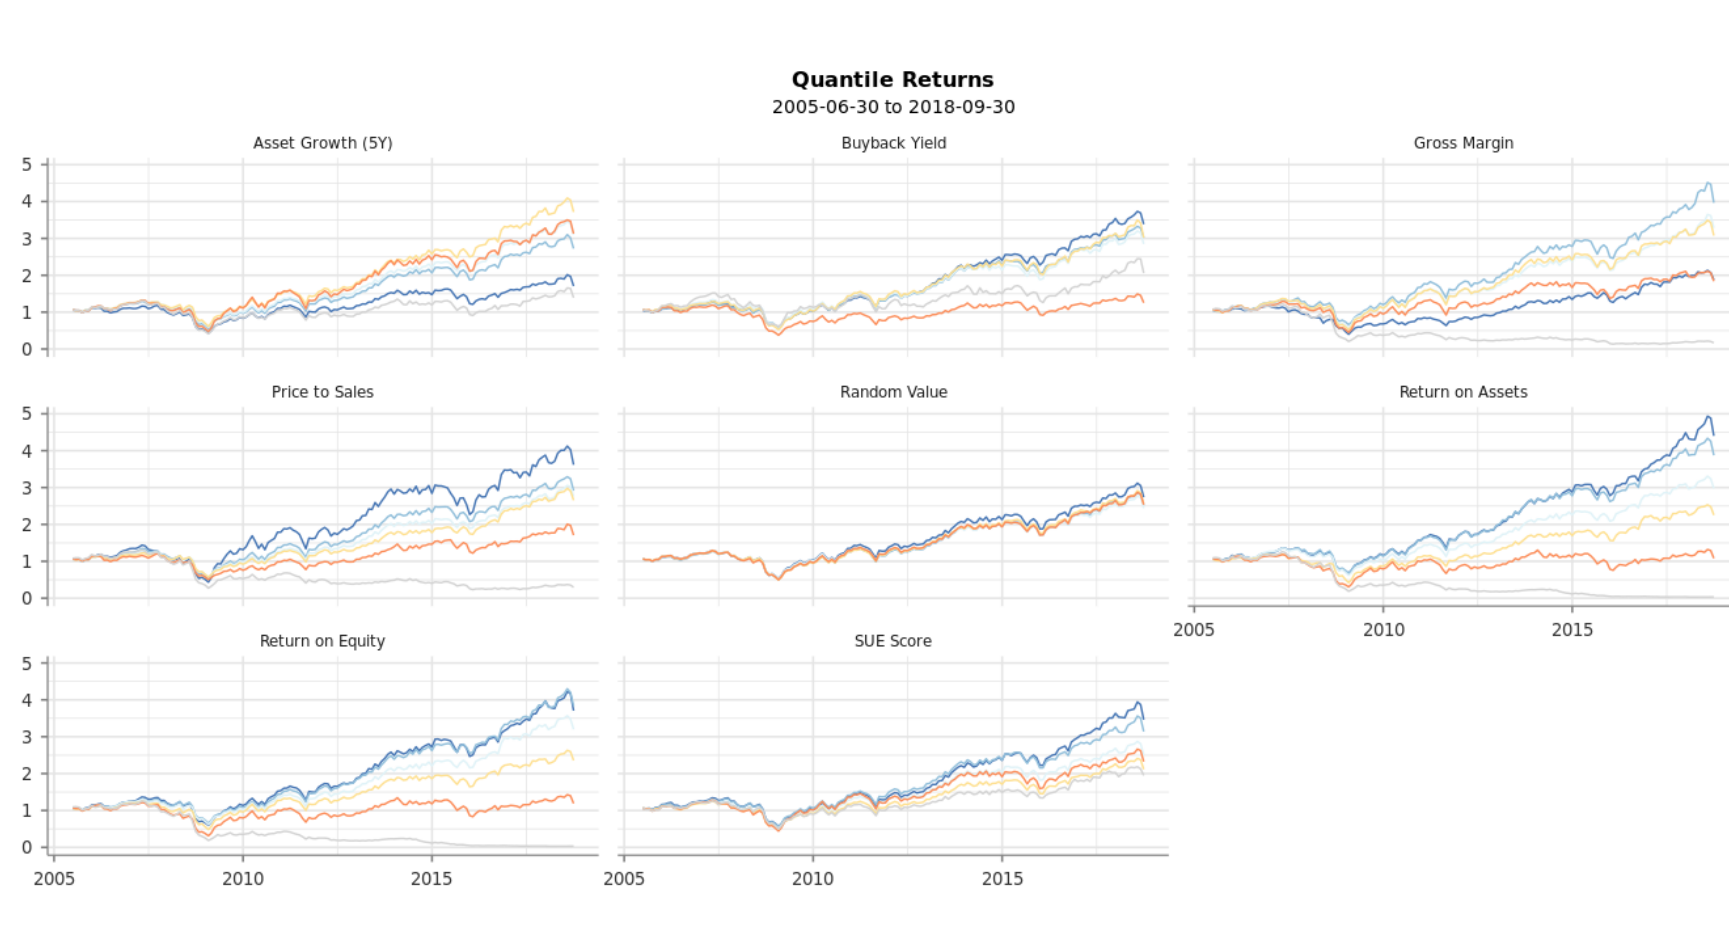 Quantile Returns
2005-06-30 to 2018-09-30
Asset Growth (5Y)
Buyback Yield
Gross Margin
5
4
3
2
1
0
Price to Sales
Random Value
Return on Assets
5
4
3
2
1
0
2005 2010 2015
Return on Equity
SUE Score
5
4
3
2
1
0
2005 2010 2015 2005 2010 2015